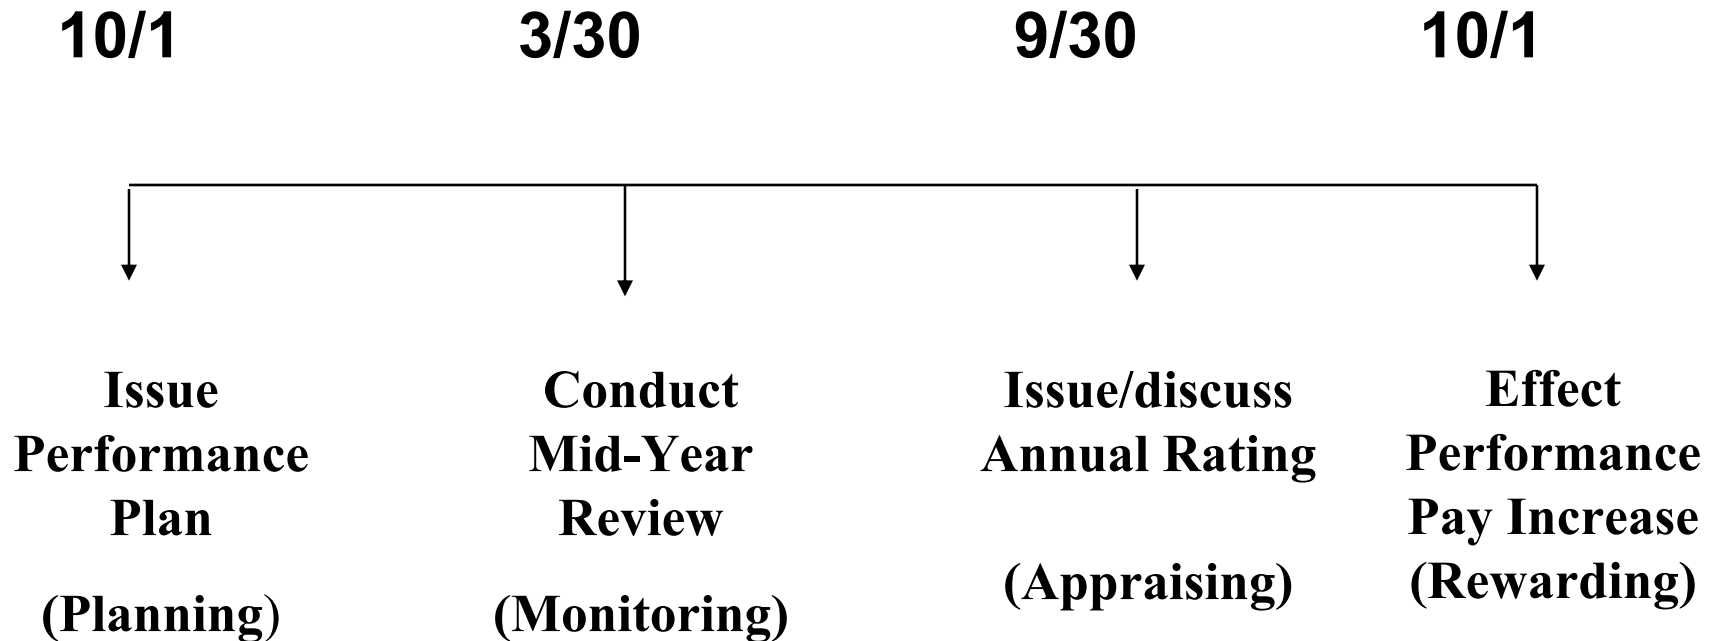 10/1 3/30 9/30 10/1
Issue
Performance
Plan
(Planning)
Conduct
Mid-Year
Review
(Monitoring)
Issue/discuss
Annual Rating
(Appraising)
Effect
Performance
Pay Increase
(Rewarding)